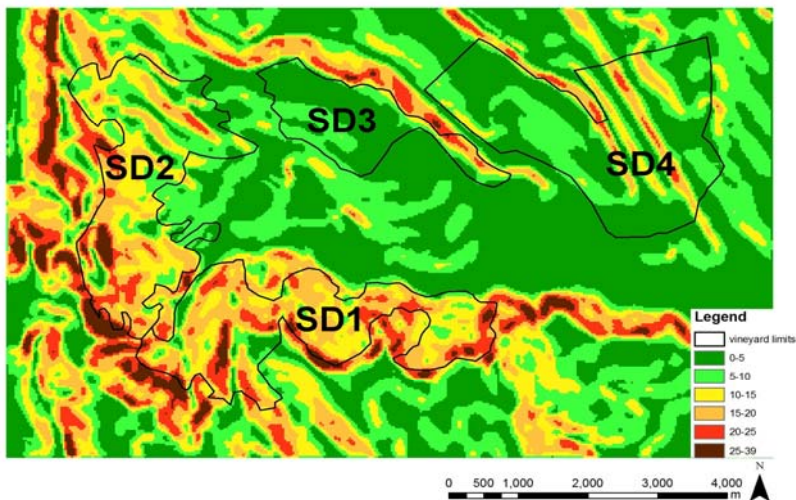 SD3
SD4
SD2
SD1
Legend
vineyard limits
0-5
5-10
10-15
15-20
20-25
25-39
N
0 500 1,000 2,000 3,000 4,000
m